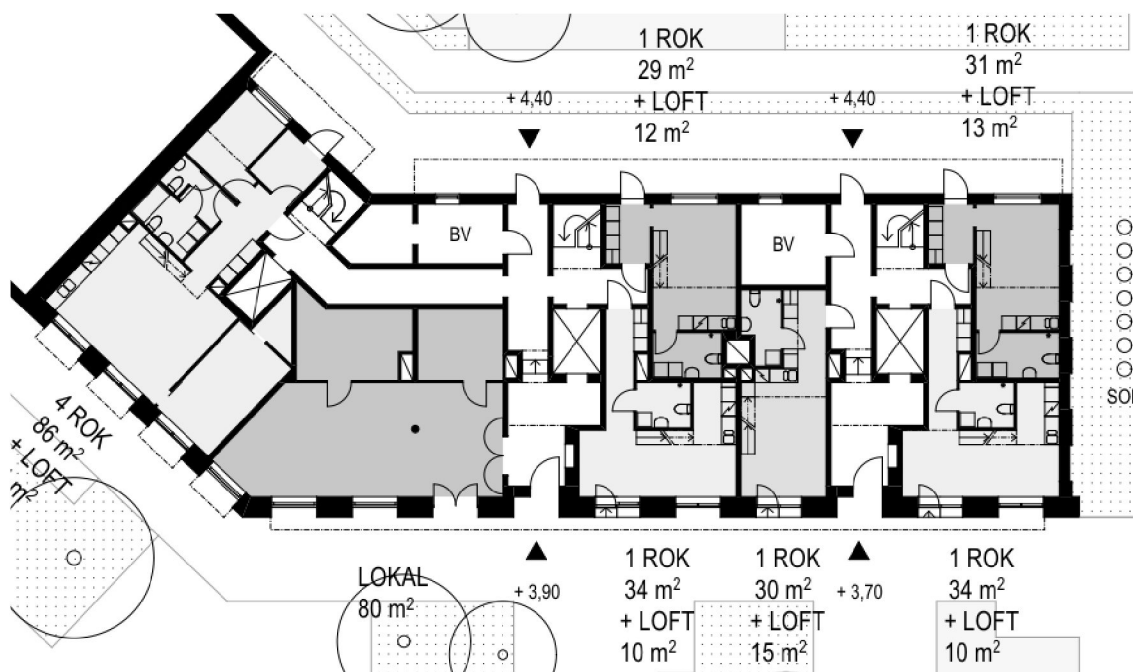 1 ROK
29 m²
+ LOFT
12 m²
1 ROK
31 m²
+ LOFT
13 m²
+ 4,40
+ 4,40
BV
BV
4 ROK
86 m²
+ LOFT
m²
LOKAL
80 m²
+ 3,90
1 ROK
34 m²
+ LOFT
10 m²
1 ROK
30 m²
+ LOFT
15 m²
+ 3,70
1 ROK
34 m²
+ LOFT
10 m²